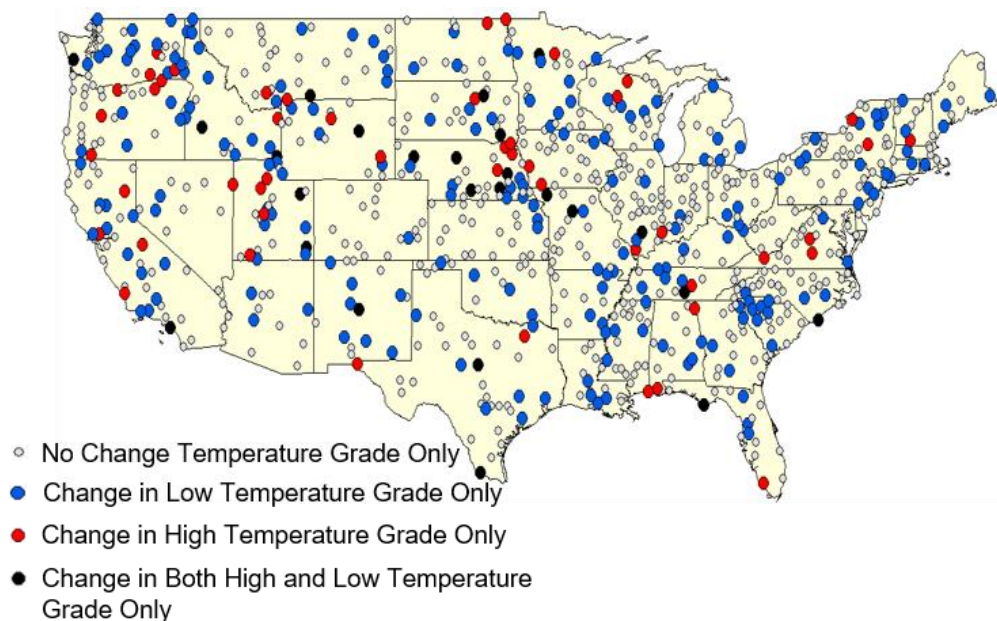 No Change Temperature Grade Only
Change in Low Temperature Grade Only
Change in High Temperature Grade Only
Change in Both High and Low Temperature
Grade Only